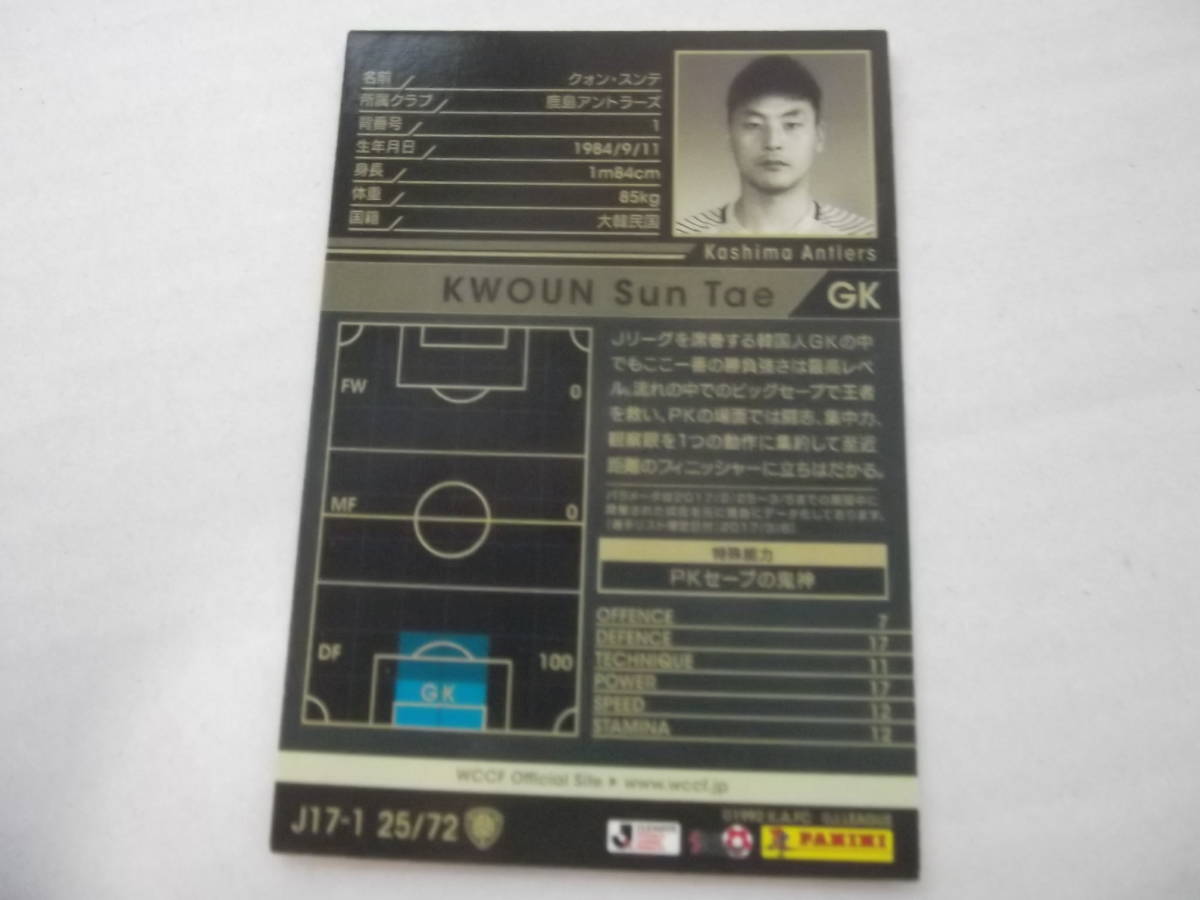 名前 クォン・スンテ
所属クラブ 鹿島アントラーズ
背番号 1
生年月日 1984/9/11
身長 1m84cm
体重 85kg
国籍 大韓民国
Kashima Antlers
KWOUN Sun Tae GK
FW 0
MF 0
DF 100
GK
Jリーグを席巻する韓国人GKの中
でもここ一番の勝負強さは最高レベ
ル。流れの中でのビッグセーブで王者
を救い、PKの場面では闘志、集中力、
観察眼を1つの動作に集約して至近
距離のフィニッシャーに立ちはだかる。
特殊能力
PKセーブの鬼神
OFFENCE 7
DEFENCE 17
TECHNIQUE 11
POWER 17
SPEED 12
STAMINA 12
WCCF Official Site ▶ www.wccf.jp
J17-1 25/72
©1992 K.A.FC J.LEAGUE
J.LEAGUE
PANINI